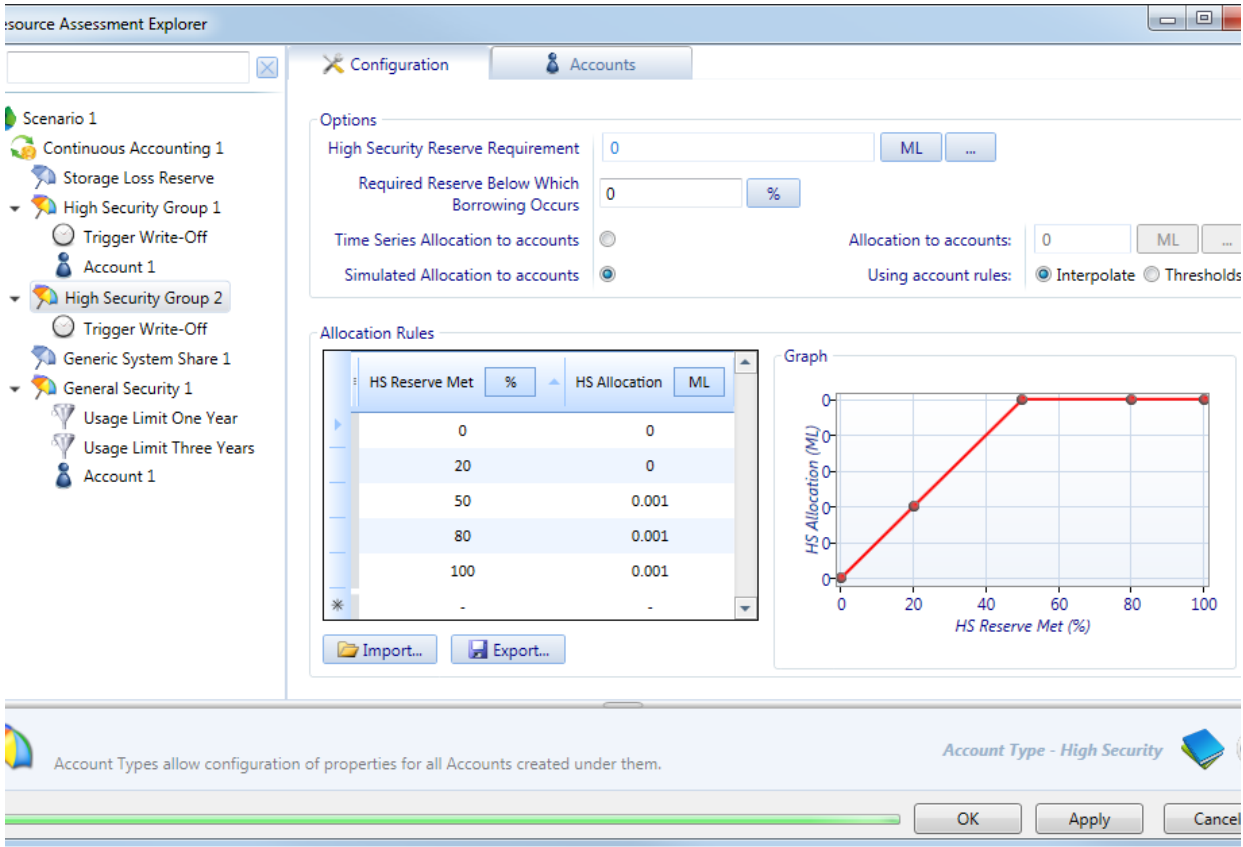 esource Assessment Explorer
Configuration
Accounts
Scenario 1
Continuous Accounting 1
Storage Loss Reserve
High Security Group 1
Trigger Write-Off
Account 1
High Security Group 2
Trigger Write-Off
Generic System Share 1
General Security 1
Usage Limit One Year
Usage Limit Three Years
Account 1
Options
High Security Reserve Requirement 0 ML ...
Required Reserve Below Which
Borrowing Occurs 0 %
Time Series Allocation to accounts Allocation to accounts: 0 ML ...
Simulated Allocation to accounts Using account rules: Interpolate Thresholds
Allocation Rules
HS Reserve Met % HS Allocation ML
0 0
20 0
50 0.001
80 0.001
100 0.001
* - -
Import... Export...
Graph
HS Allocation (ML)
0
0
0
0
0
0
0 20 40 60 80 100
HS Reserve Met (%)
Account Types allow configuration of properties for all Accounts created under them.
Account Type - High Security
OK Apply Cancel